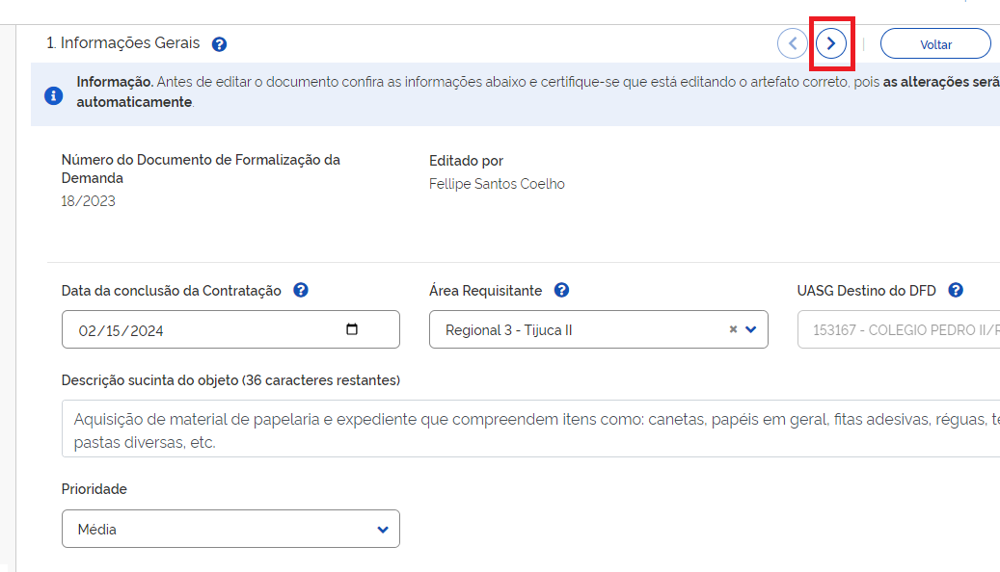 1. Informações Gerais
Voltar
Informação. Antes de editar o documento confira as informações abaixo e certifique-se que está editando o artefato correto, pois as alterações serã
automaticamente.
Número do Documento de Formalização da
Demanda
18/2023
Editado por
Fellipe Santos Coelho
Data da conclusão da Contratação
02/15/2024
Área Requisitante
Regional 3 - Tijuca II
UASG Destino do DFD
153167 - COLEGIO PEDRO II/
Descrição sucinta do objeto (36 caracteres restantes)
Aquisição de material de papelaria e expediente que compreendem itens como: canetas, papéis em geral, fitas adesivas, réguas,
pastas diversas, etc.
Prioridade
Média